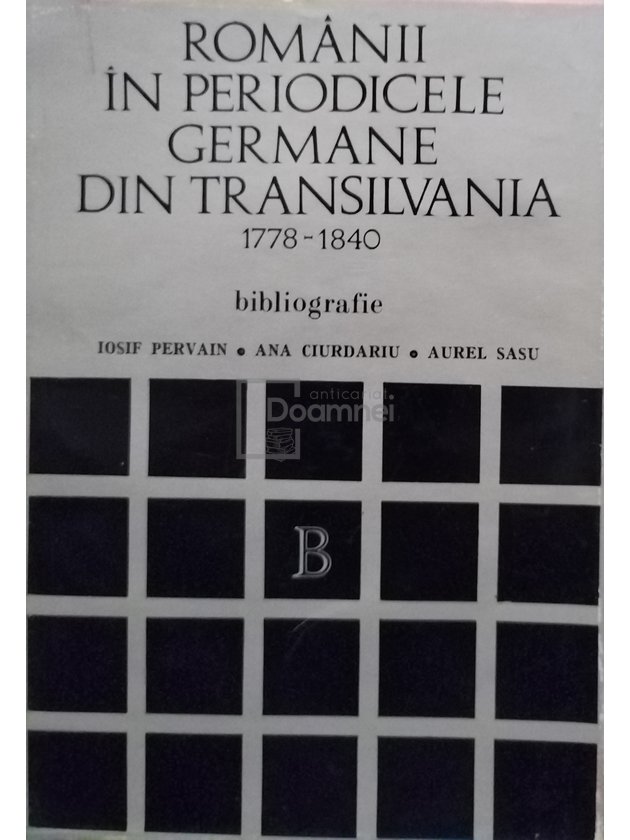 ROMÂNII
ÎN PERIODICELE
GERMANE
DIN TRANSILVANIA
1778-1840
bibliografie
IOSIF PERVAIN • ANA CIURDARIU • AUREL SASU
anticariat
Doamnei
B